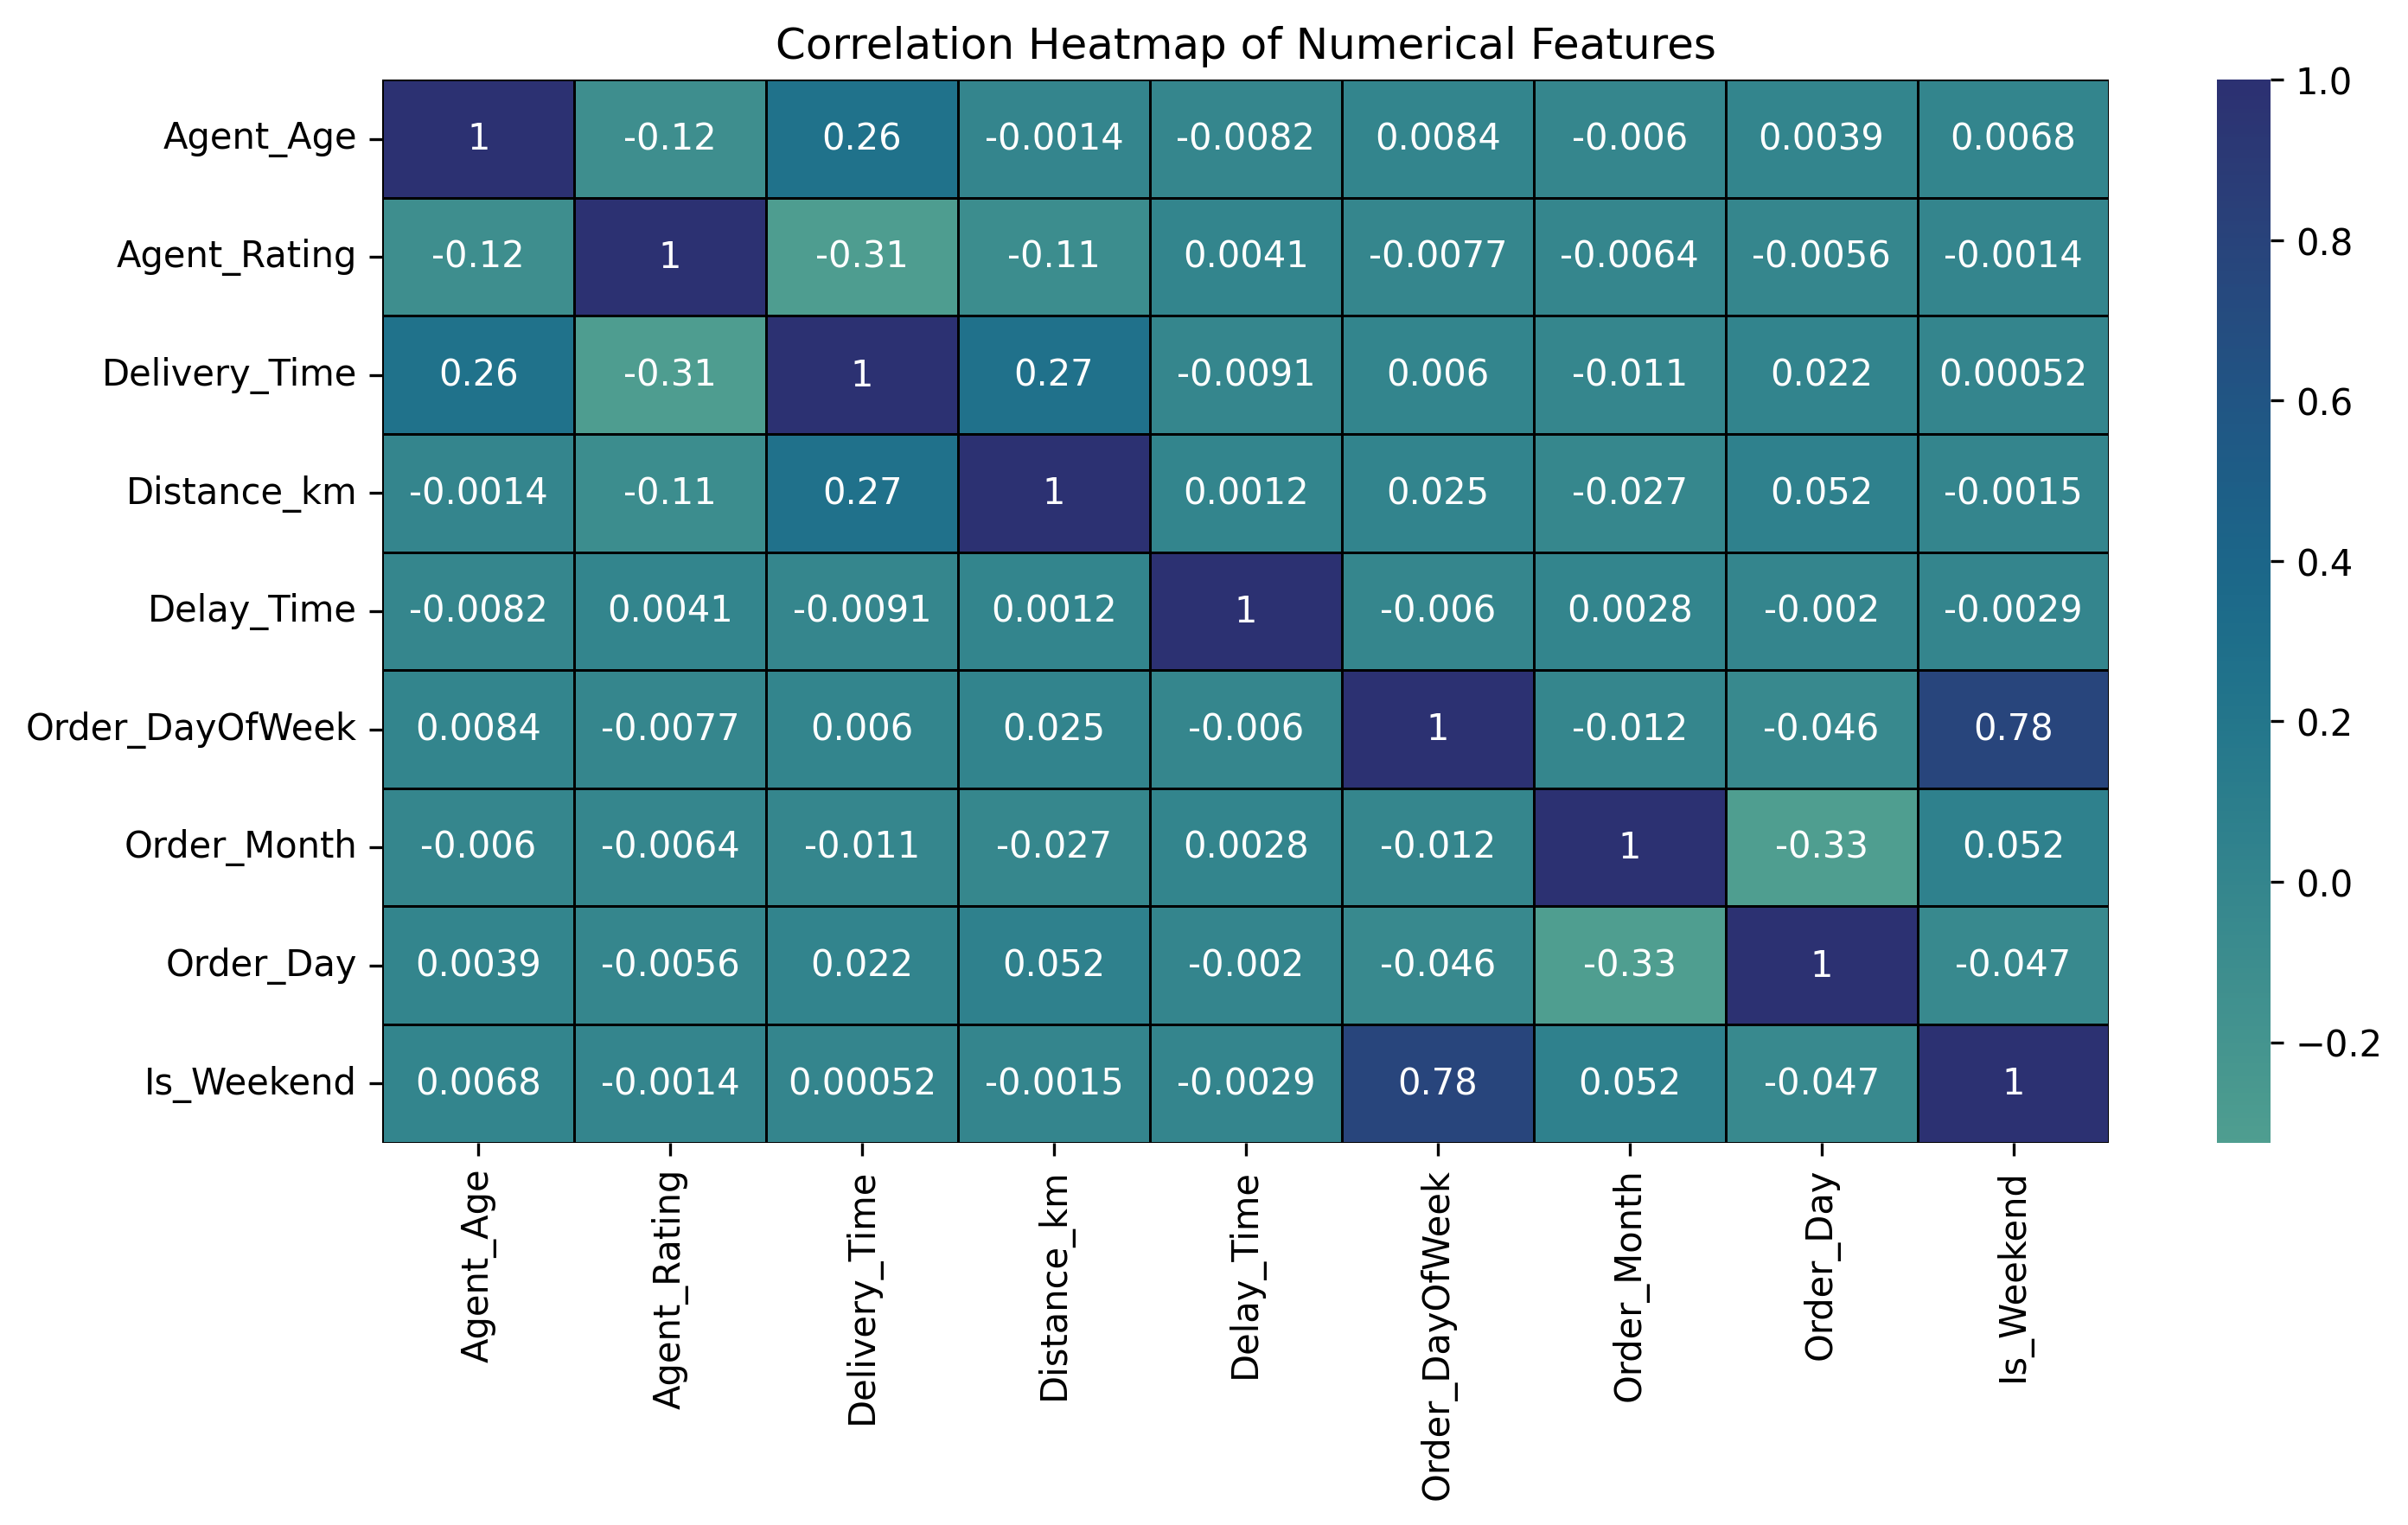 Correlation Heatmap of Numerical Features
Agent_Age 1 -0.12 0.26 -0.0014 -0.0082 0.0084 -0.006 0.0039 0.0068
Agent_Rating -0.12 1 -0.31 -0.11 0.0041 -0.0077 -0.0064 -0.0056 -0.0014
Delivery_Time 0.26 -0.31 1 0.27 -0.0091 0.006 -0.011 0.022 0.00052
Distance_km -0.0014 -0.11 0.27 1 0.0012 0.025 -0.027 0.052 -0.0015
Delay_Time -0.0082 0.0041 -0.0091 0.0012 1 -0.006 0.0028 -0.002 -0.0029
Order_DayOfWeek 0.0084 -0.0077 0.006 0.025 -0.006 1 -0.012 -0.046 0.78
Order_Month -0.006 -0.0064 -0.011 -0.027 0.0028 -0.012 1 -0.33 0.052
Order_Day 0.0039 -0.0056 0.022 0.052 -0.002 -0.046 -0.33 1 -0.047
Is_Weekend 0.0068 -0.0014 0.00052 -0.0015 -0.0029 0.78 0.052 -0.047 1
Agent_Age
Agent_Rating
Delivery_Time
Distance_km
Delay_Time
Order_DayOfWeek
Order_Month
Order_Day
Is_Weekend
1.0
0.8
0.6
0.4
0.2
0.0
−0.2